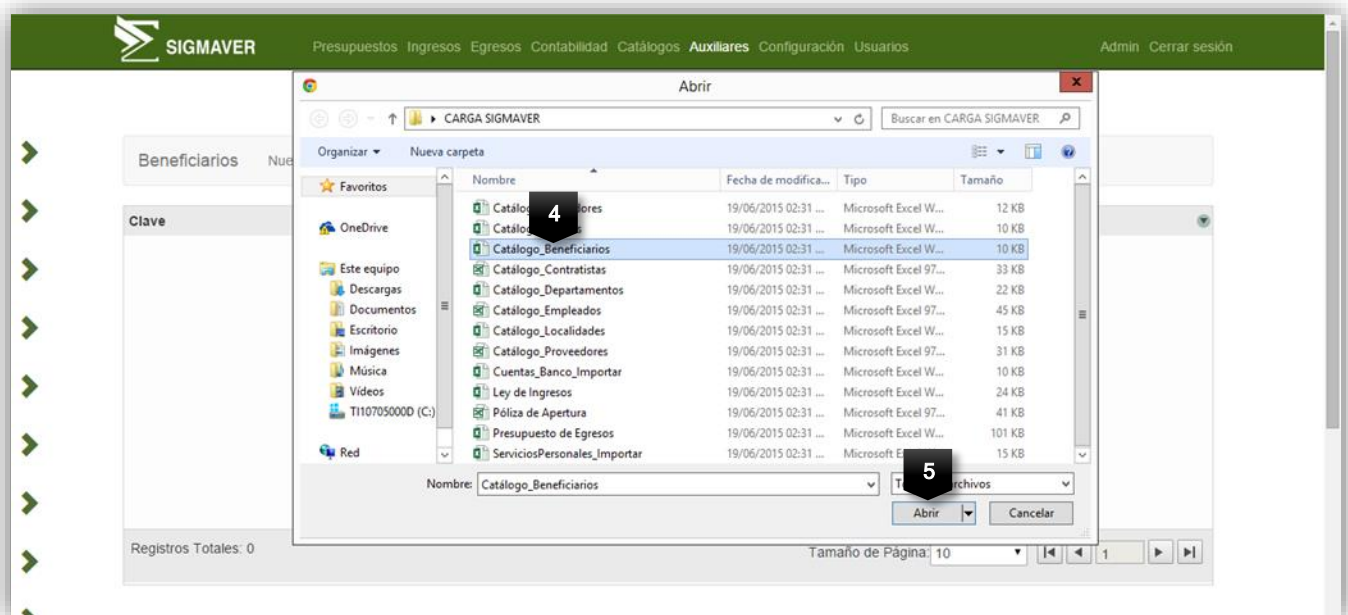 SIGMAVER Presupuestos Ingresos Egresos Contabilidad Catálogos Auxiliares Configuración Usuarios Admin Cerrar sesión
Abrir x
CARGA SIGMAVER Buscar en CARGA SIGMAVER
Organizar Nueva carpeta
Beneficiarios
Clave
Registros Totales: 0
Favoritos
OneDrive
Este equipo
Descargas
Documentos
Escritorio
Imágenes
Música
Vídeos
TI10705000D (C:)
Red
Nombre Fecha de modifica... Tipo Tamaño
19/06/2015 02:31 ... Microsoft Excel W... 12 KB
4
19/06/2015 02:31 ... Microsoft Excel W... 10 KB
Catálogo_Beneficiarios 19/06/2015 02:31 ... Microsoft Excel W... 10 KB
Catálogo_Contratistas 19/06/2015 02:31 ... Microsoft Excel 97... 33 KB
Catálogo_Departamentos 19/06/2015 02:31 ... Microsoft Excel W... 22 KB
Catálogo_Empleados 19/06/2015 02:31 ... Microsoft Excel 97... 45 KB
Catálogo_Localidades 19/06/2015 02:31 ... Microsoft Excel W... 15 KB
Catálogo_Proveedores 19/06/2015 02:31 ... Microsoft Excel 97... 31 KB
Cuentas_Banco_Importar 19/06/2015 02:31 ... Microsoft Excel W... 10 KB
Ley de Ingresos 19/06/2015 02:31 ... Microsoft Excel W... 24 KB
Póliza de Apertura 19/06/2015 02:31 ... Microsoft Excel 97... 41 KB
Presupuesto de Egresos 19/06/2015 02:31 ... Microsoft Excel W... 101 KB
ServiciosPersonales_Importar 19/06/2015 02:31 ... Microsoft 15 KB
5
Nombre: Catálogo_Beneficiarios
Abrir Cancelar
Tamaño de Página: 10 1